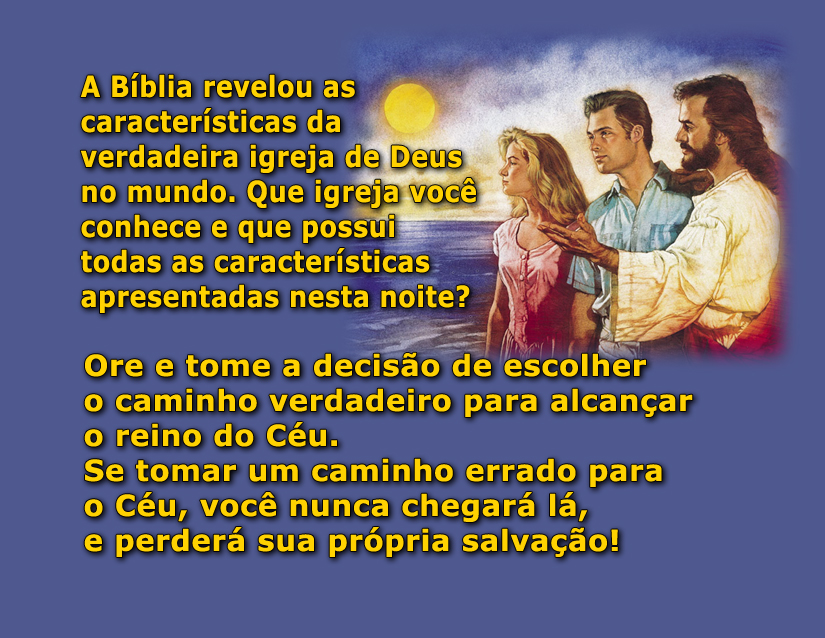 A Bíblia revelou as
características da
verdadeira igreja de Deus
no mundo. Que igreja você
conhece e que possui
todas as características
apresentadas nesta noite?
Ore e tome a decisão de escolher
o caminho verdadeiro para alcançar
o reino do Céu.
Se tomar um caminho errado para
o Céu, você nunca chegará lá,
e perderá sua própria salvação!